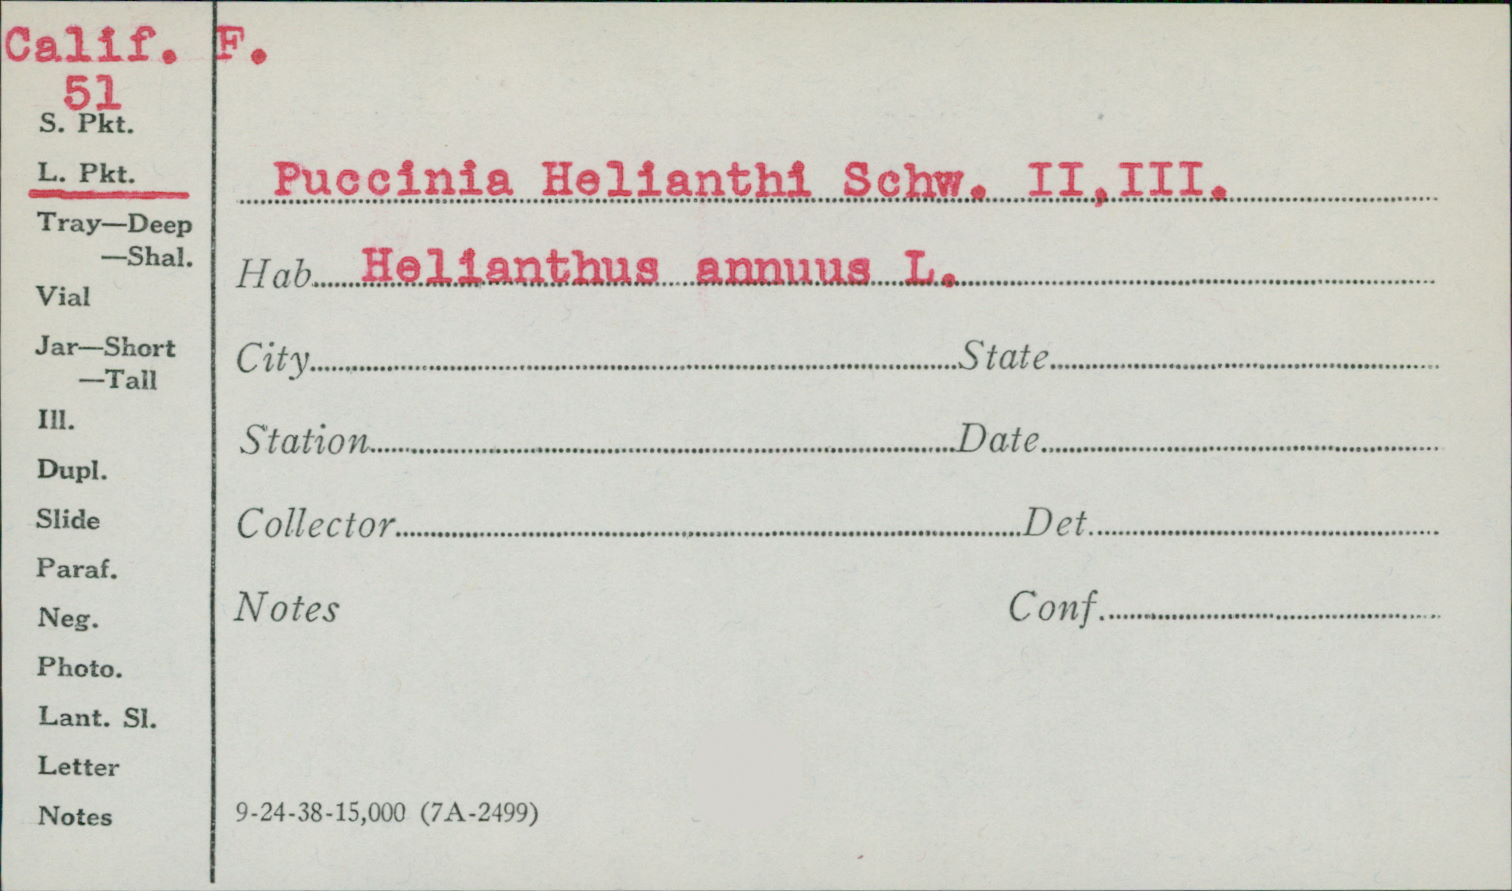 Calif. F.
51
S. Pkt.
L. Pkt.
Tray—Deep
—Shal.
Vial
Jar—Short
—Tall
Ill.
Dupl.
Slide
Paraf.
Neg.
Photo.
Lant. Sl.
Letter
Notes
Puccinia Helianthi Schw. II,III.
Hab. Helianthus annuus L.
City State
Station Date
Collector Det.
Notes Conf.
9-24-38-15,000 (7A-2499)